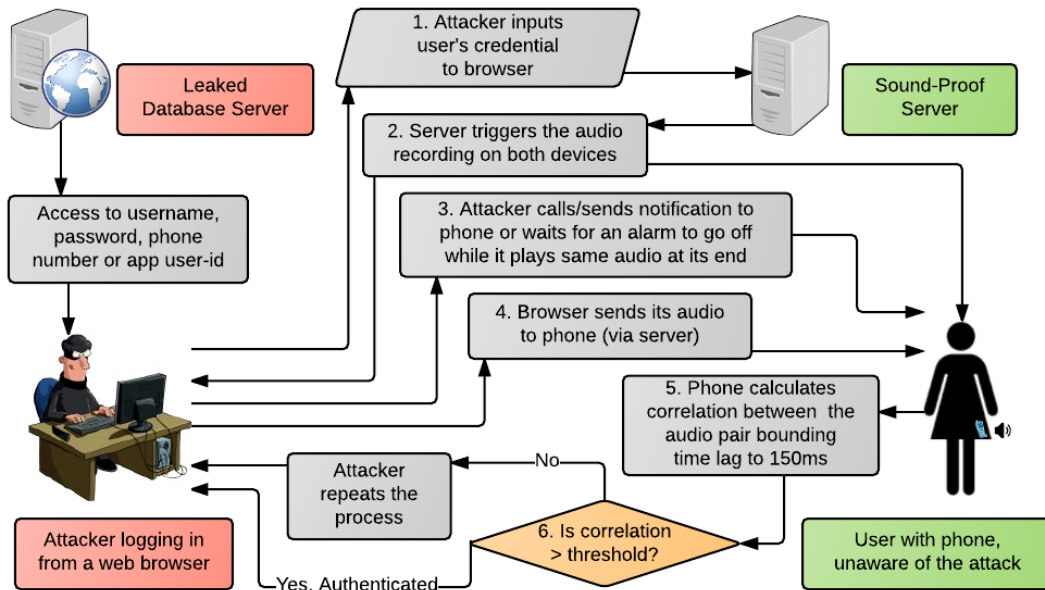 1. Attacker inputs
user's credential
to browser
Leaked
Database Server
Sound-Proof
Server
2. Server triggers the audio
recording on both devices
Access to username,
password, phone
number or app user-id
3. Attacker calls/sends notification to
phone or waits for an alarm to go off
while it plays same audio at its end
4. Browser sends its audio
to phone (via server)
5. Phone calculates
correlation between the
audio pair bounding
time lag to 150ms
No
Attacker
repeats the
process
6. Is correlation
> threshold?
Attacker logging in
from a web browser
User with phone,
unaware of the attack
Yes, Authenticated